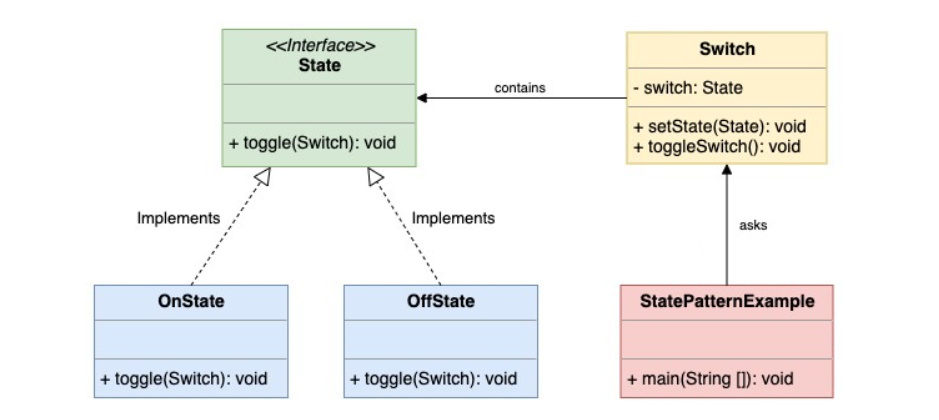 <<Interface>>
State
+ toggle(Switch): void
contains
Switch
- switch: State
+ setState(State): void
+ toggleSwitch(): void
Implements
Implements
asks
OnState
+ toggle(Switch): void
OffState
+ toggle(Switch): void
StatePatternExample
+ main(String []): void